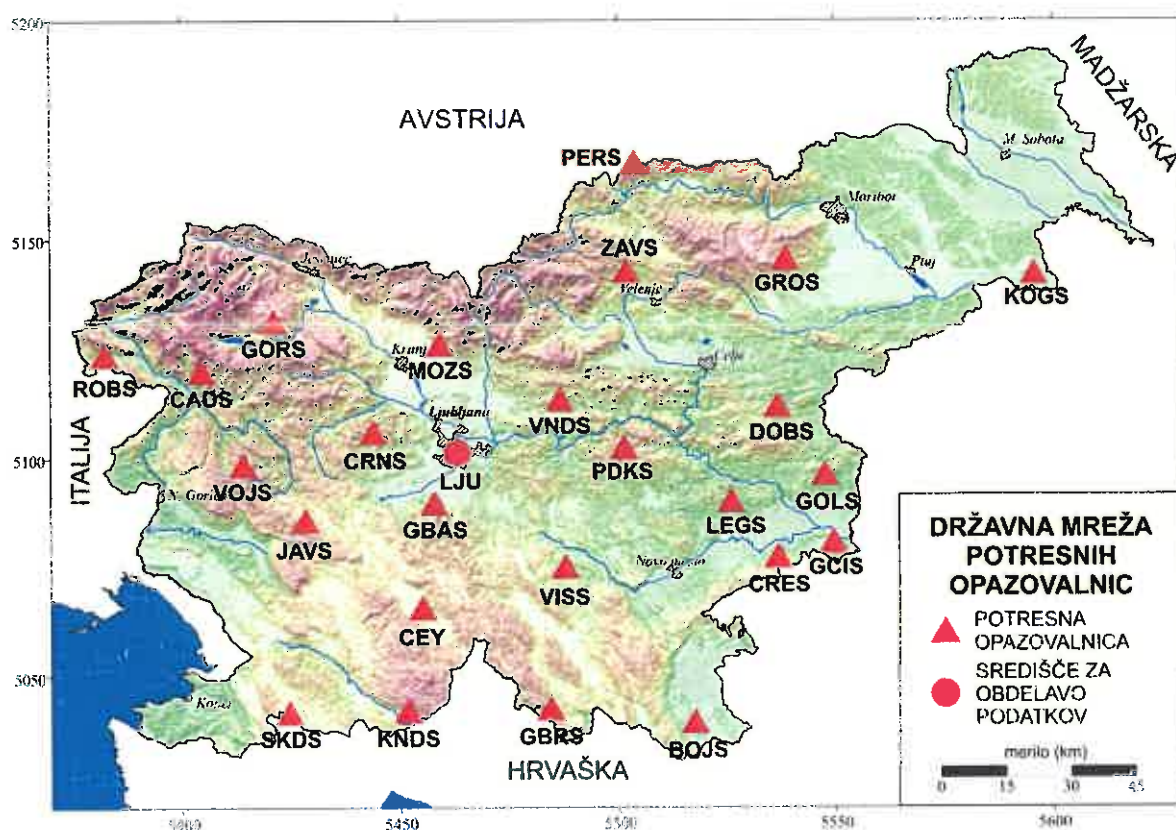 5200
AVSTRIJA
MADŽARSKA
PERS
M. Sobota
Maribor
5150
ZAVS
GROS
Ptuj
KOGS
Jesenice
Velenje
GORS
Kranj
MOZS
ROBS
CADS
Ljubljana
VNDS
DOBS
ITALIJA
CRNS
LJU
PDKS
5100
VOJS
N. Gorica
GBAS
LEGS
GOLS
JAVS
GCIS
Novo mesto
CRES
VISS
CEY
5050
Koper
SKDS
KNDS
GBRS
BOJS
HRVAŠKA
DRŽAVNA MREŽA
POTRESNIH
OPAZOVALNIC
POTRESNA
OPAZOVALNICA
SREDIŠČE ZA
OBDELAVO
PODATKOV
merilo (km)
0 15 30 45
5400 5450 5500 5550 5600